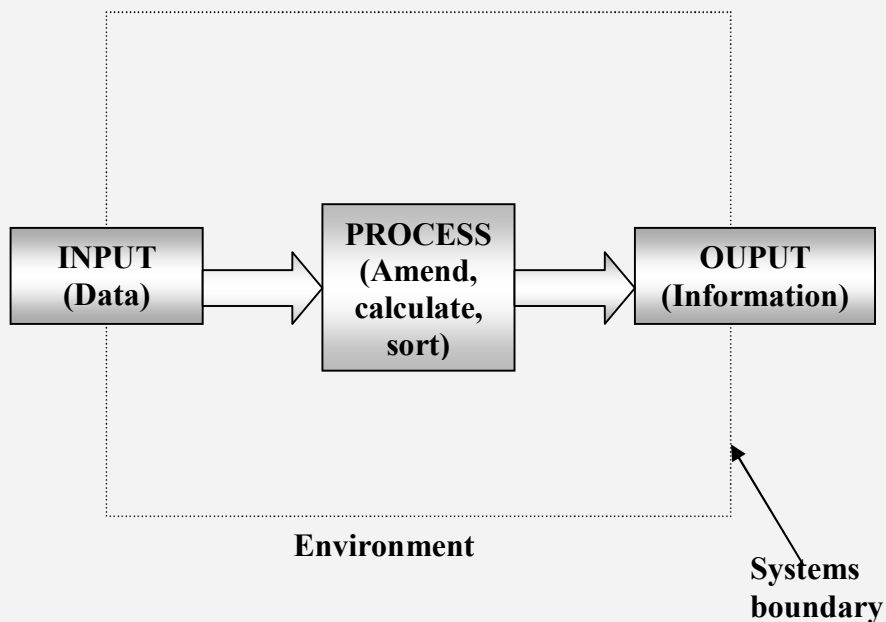 INPUT
(Data)
PROCESS
(Amend,
calculate,
sort)
OUPUT
(Information)
Environment
Systems
boundary